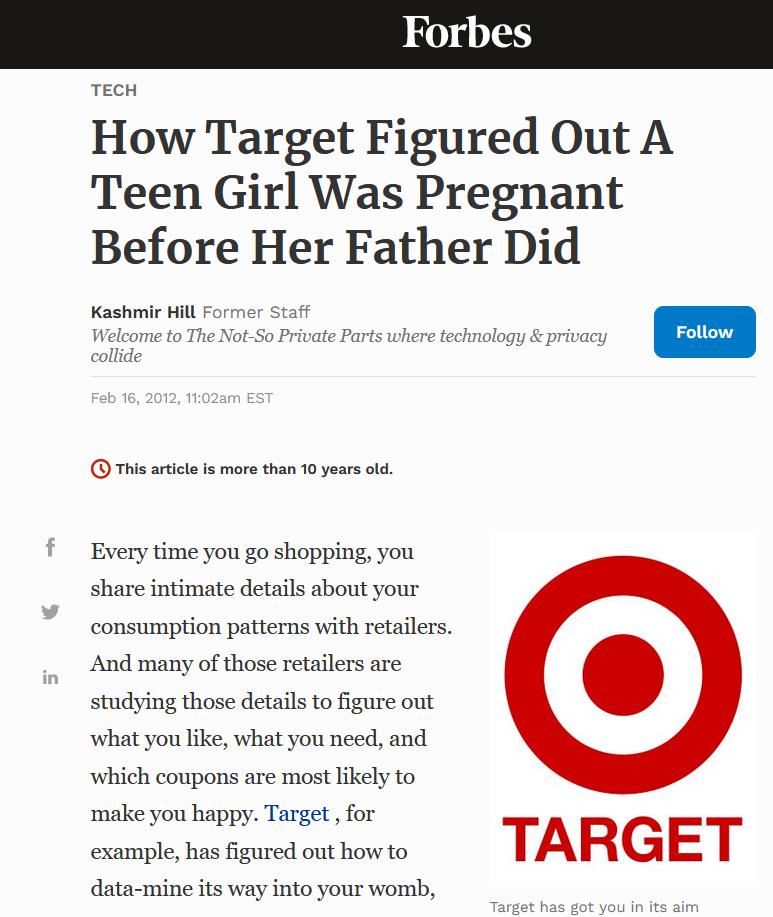 Forbes
TECH
How Target Figured Out A
Teen Girl Was Pregnant
Before Her Father Did
Kashmir Hill Former Staff
Welcome to The Not-So Private Parts where technology & privacy
collide
Follow
Feb 16, 2012, 11:02am EST
This article is more than 10 years old.
Every time you go shopping, you
share intimate details about your
consumption patterns with retailers.
And many of those retailers are
studying those details to figure out
what you like, what you need, and
which coupons are most likely to
make you happy. Target , for
example, has figured out how to
data-mine its way into your womb,
TARGET
Target has got you in its aim
f
in